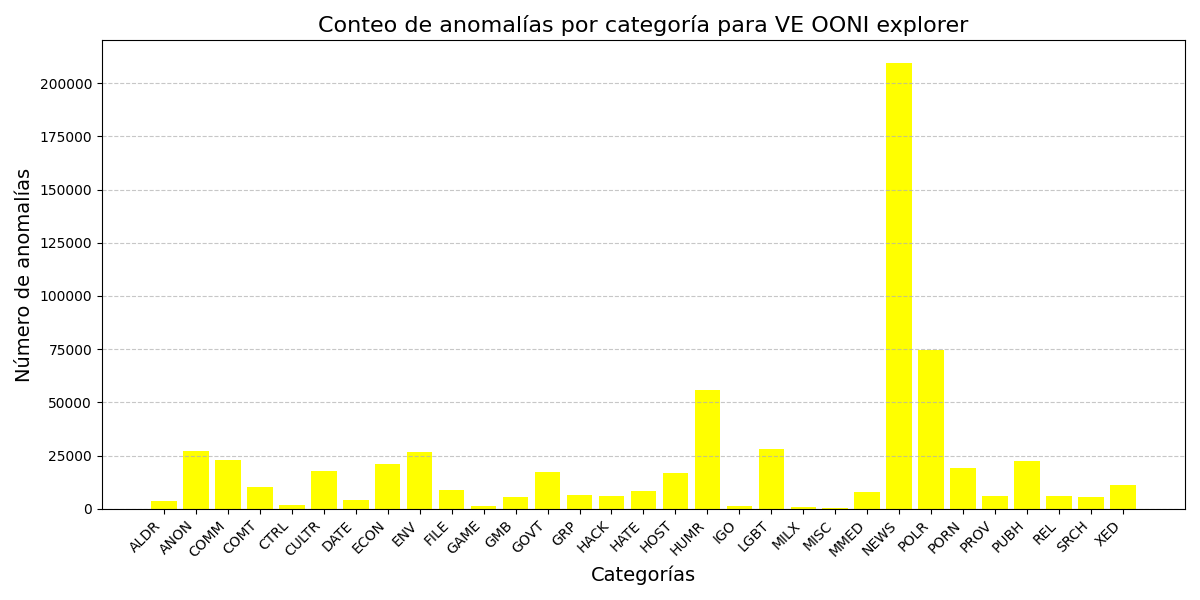 Conteo de anomalías por categoría para VE OONI explorer
Número de anomalías
200000
175000
150000
125000
100000
75000
50000
25000
0
ALDR ANON COMM COMT CTRL CULTR DATE ECON ENV FILE GAME GMB GOVT GRP HACK HATE HOST HUMR IGO LGBT MILX MISC MMED NEWS POLR PORN PROV PUBH REL SRCH XED
Categorías